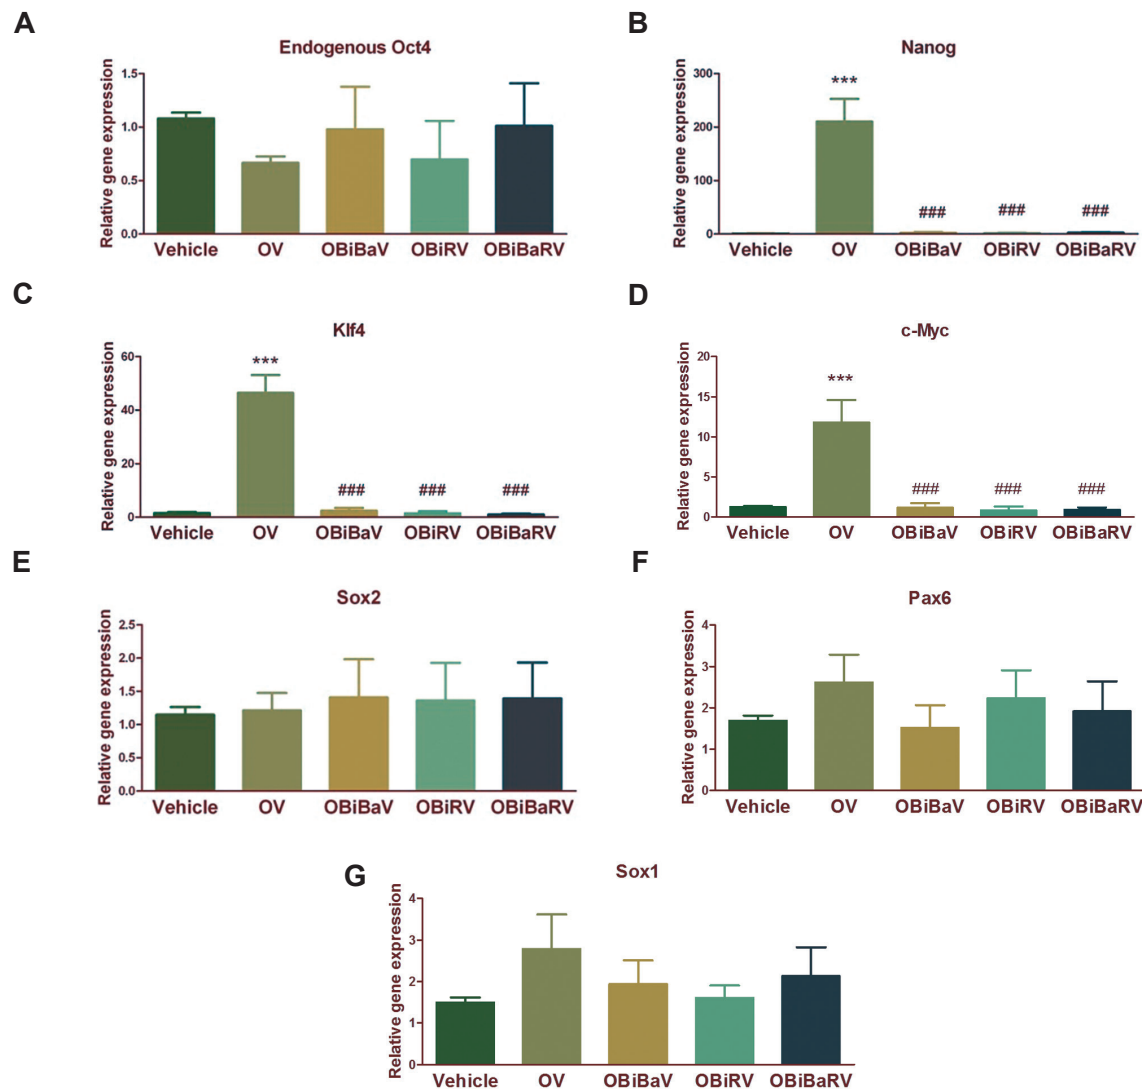 A
Endogenous Oct4
Relative gene expression
1.5
1.0
0.5
0.0
Vehicle OV OBiBaV OBiRV OBiBaRV
B
Nanog
Relative gene expression
300
200
100
0
***
### ### ###
Vehicle OV OBiBaV OBiRV OBiBaRV
C
Klf4
Relative gene expression
60
40
20
0
***
### ### ###
Vehicle OV OBiBaV OBiRV OBiBaRV
D
c-Myc
Relative gene expression
20
15
10
5
0
***
### ### ###
Vehicle OV OBiBaV OBiRV OBiBaRV
E
Sox2
Relative gene expression
2.5
2.0
1.5
1.0
0.5
0.0
Vehicle OV OBiBaV OBiRV OBiBaRV
F
Pax6
Relative gene expression
4
3
2
1
0
Vehicle OV OBiBaV OBiRV OBiBaRV
G
Sox1
Relative gene expression
4
3
2
1
0
Vehicle OV OBiBaV OBiRV OBiBaRV